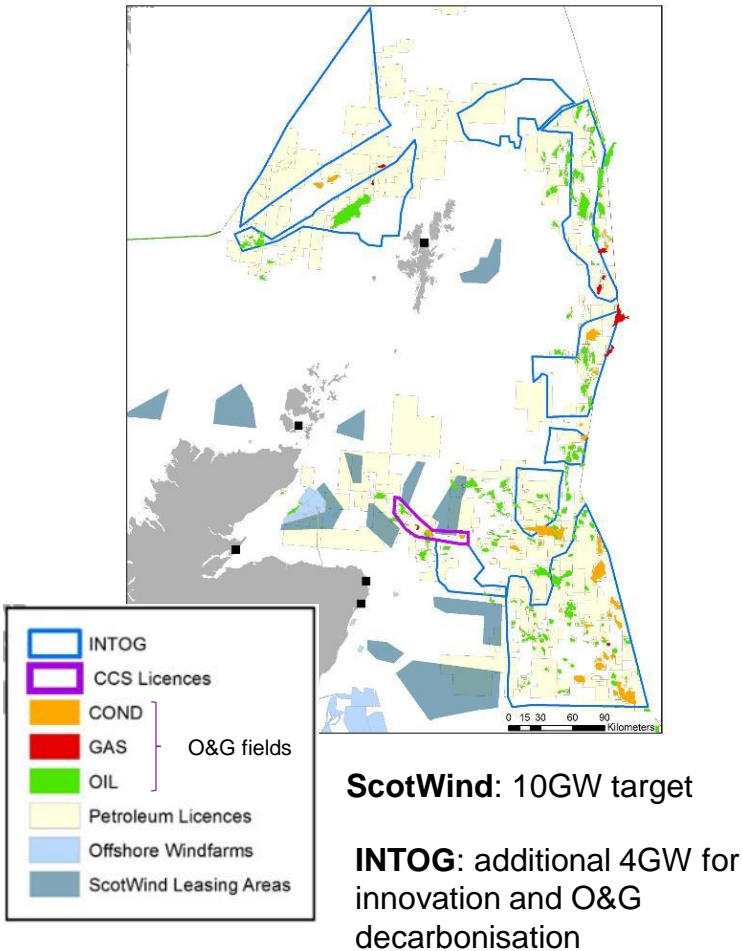 0 15 30 60 90
Kilometers
INTOG
CCS Licences
COND
GAS
OIL
O&G fields
Petroleum Licences
Offshore Windfarms
ScotWind Leasing Areas
ScotWind: 10GW target
INTOG: additional 4GW for
innovation and O&G
decarbonisation